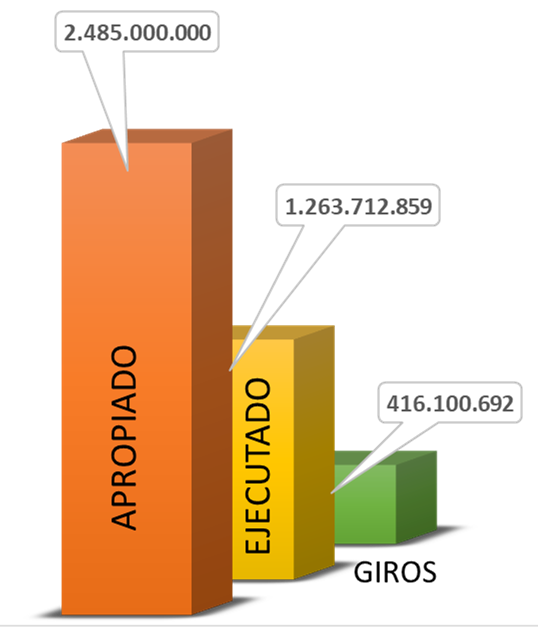 2.485.000.000
1.263.712.859
416.100.692
APROPIADO
EJECUTADO
GIROS